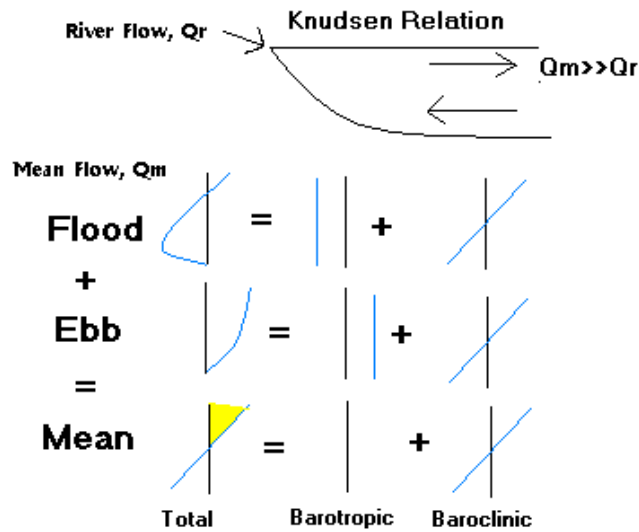 Knudsen Relation
River Flow, Qr
Qm>>Qr
Mean Flow, Qm
Flood = +
+
Ebb = +
=
Mean = +
Total Barotropic Baroclinic